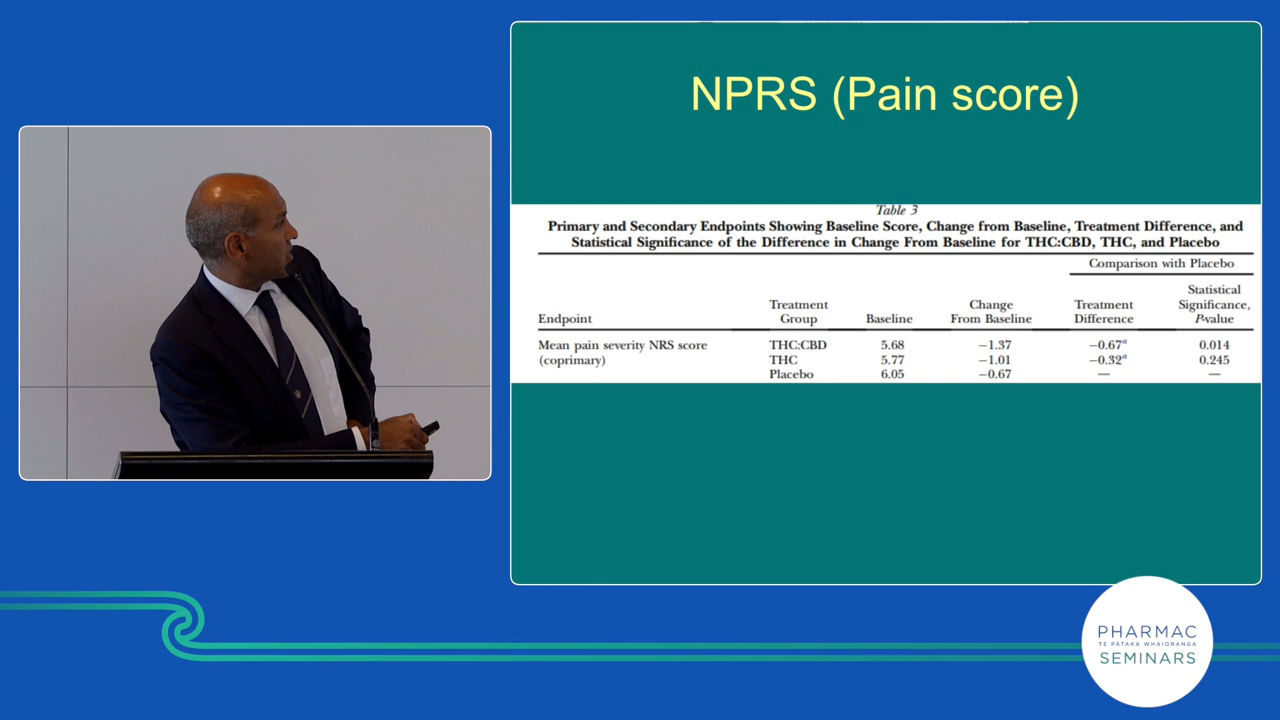 NPRS (Pain score)
Table 3
Primary and Secondary Endpoints Showing Baseline Score, Change from Baseline, Treatment Difference, and
Statistical Significance of the Difference in Change From Baseline for THC:CBD, THC, and Placebo
Comparison with Placebo
Endpoint Treatment Group Baseline Change From Baseline Treatment Difference Statistical Significance, P-value
Mean pain severity NRS score THC:CBD 5.68 −1.37 −0.67a 0.014
(coprimary) THC 5.77 −1.01 −0.32a 0.245
Placebo 6.05 −0.67 — —
PHARMAC
TE PĀTAKA WHAIORANGA
SEMINARS